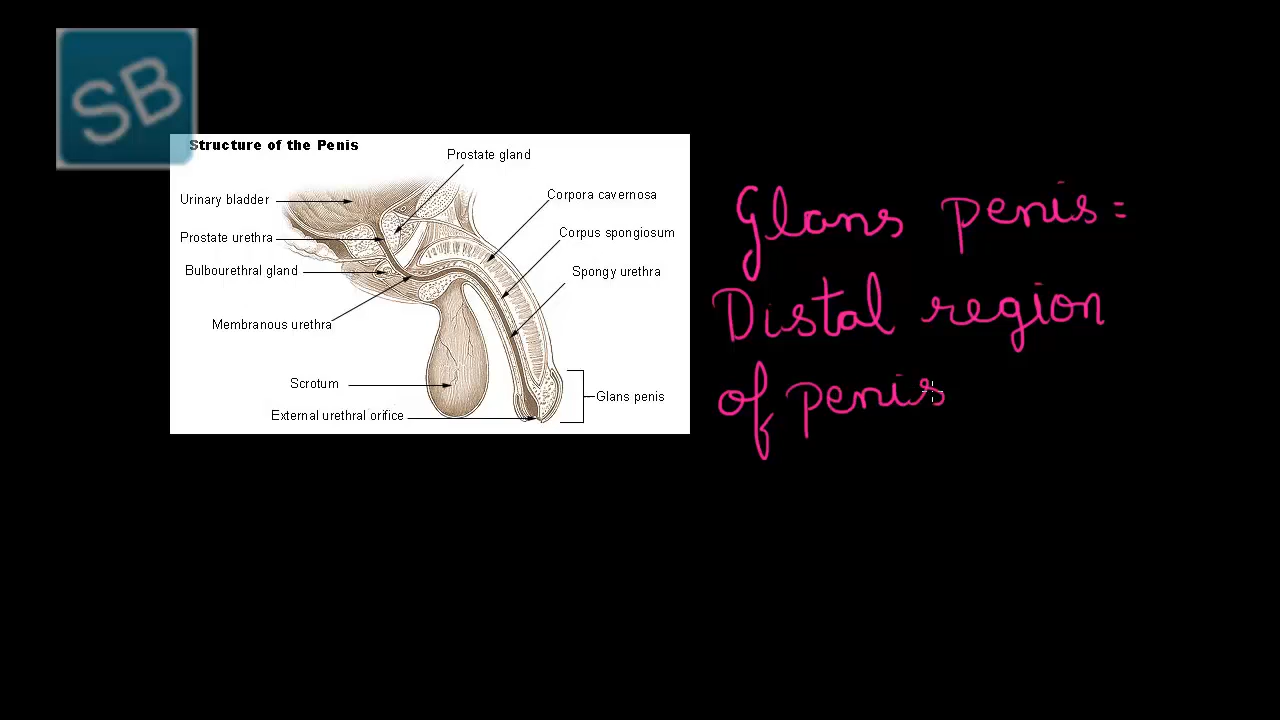 SB
Structure of the Penis
Prostate gland
Urinary bladder
Corpora cavernosa
Prostate urethra
Corpus spongiosum
Bulbourethral gland
Spongy urethra
Membranous urethra
Scrotum
Glans penis
External urethral orifice
Glans penis =
Distal region
of penis